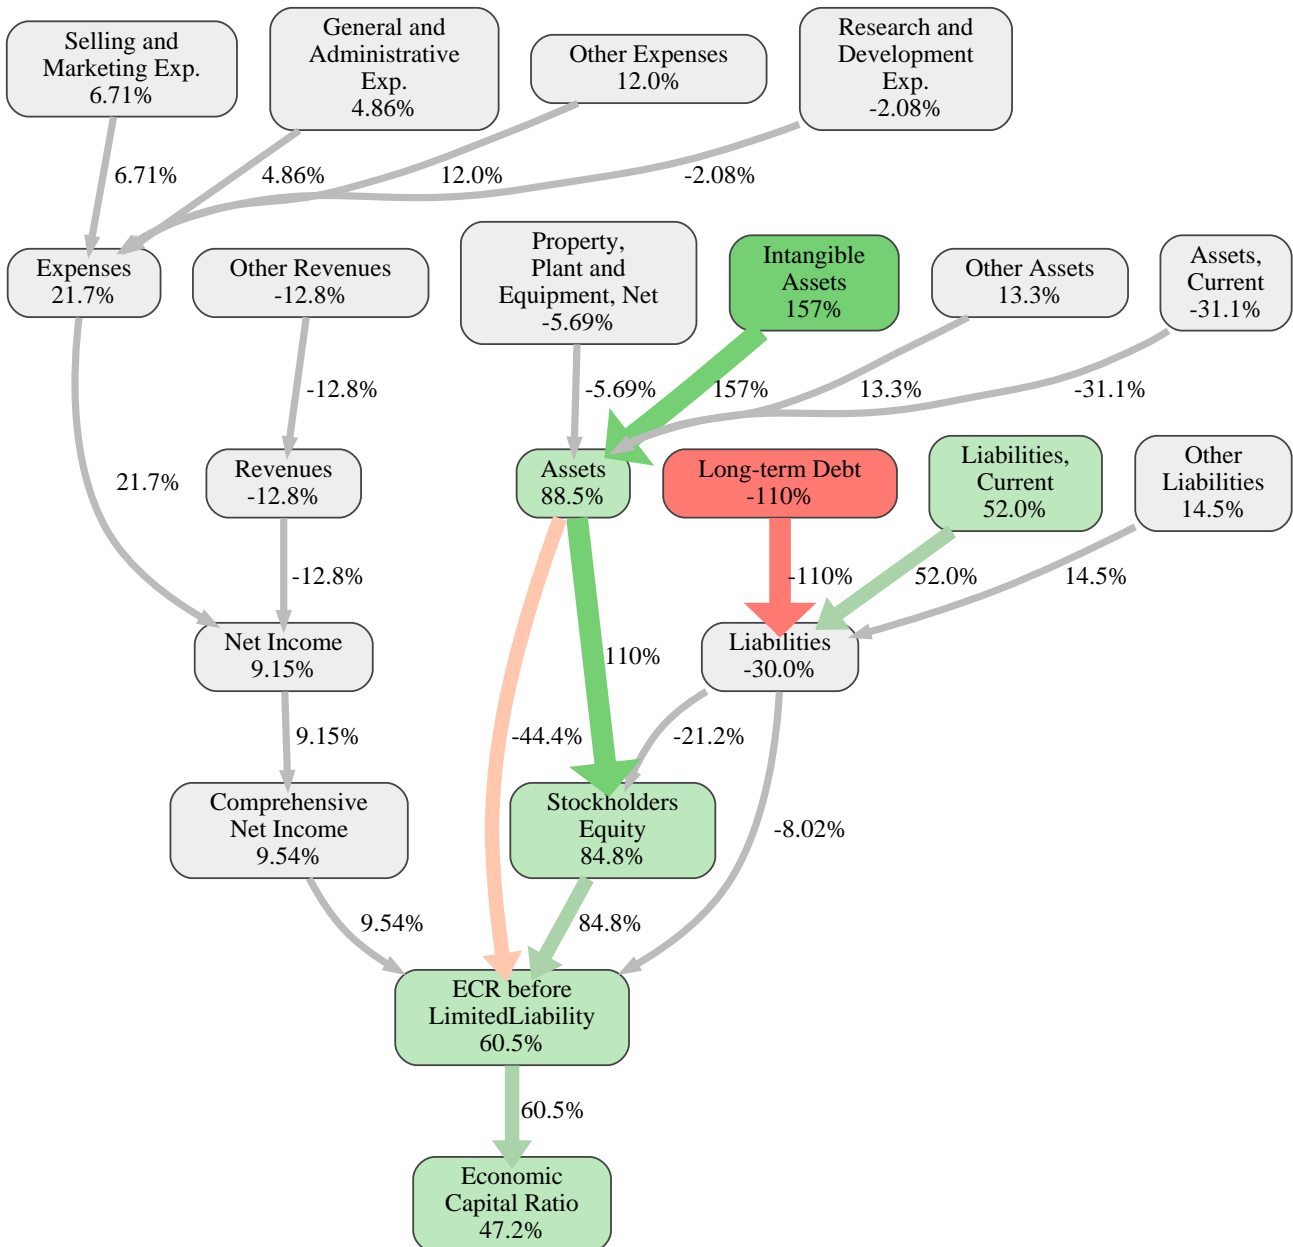 Selling and
Marketing Exp.
6.71%
General and
Administrative
Exp.
4.86%
Other Expenses
12.0%
Research and
Development
Exp.
-2.08%
6.71%
4.86%
12.0%
-2.08%
Expenses
21.7%
Other Revenues
-12.8%
Property,
Plant and
Equipment, Net
-5.69%
Intangible
Assets
157%
Other Assets
13.3%
Assets,
Current
-31.1%
-12.8%
-5.69%
157%
13.3%
-31.1%
21.7%
Revenues
-12.8%
Assets
88.5%
Long-term Debt
-110%
Liabilities,
Current
52.0%
Other
Liabilities
14.5%
-12.8%
-110%
52.0%
14.5%
Net Income
9.15%
110%
Liabilities
-30.0%
9.15%
-44.4%
-21.2%
Comprehensive
Net Income
9.54%
Stockholders
Equity
84.8%
-8.02%
9.54%
84.8%
ECR before
LimitedLiability
60.5%
60.5%
Economic
Capital Ratio
47.2%